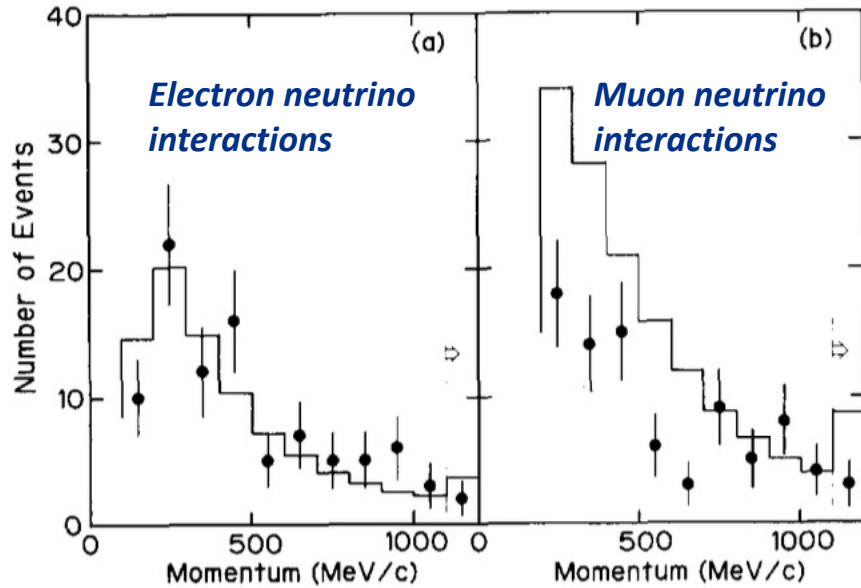 40
30
20
10
0
Number of Events
(a)
Electron neutrino
interactions
0
500
1000
Momentum (MeV/c)
(b)
Muon neutrino
interactions
0
500
1000
Momentum (MeV/c)